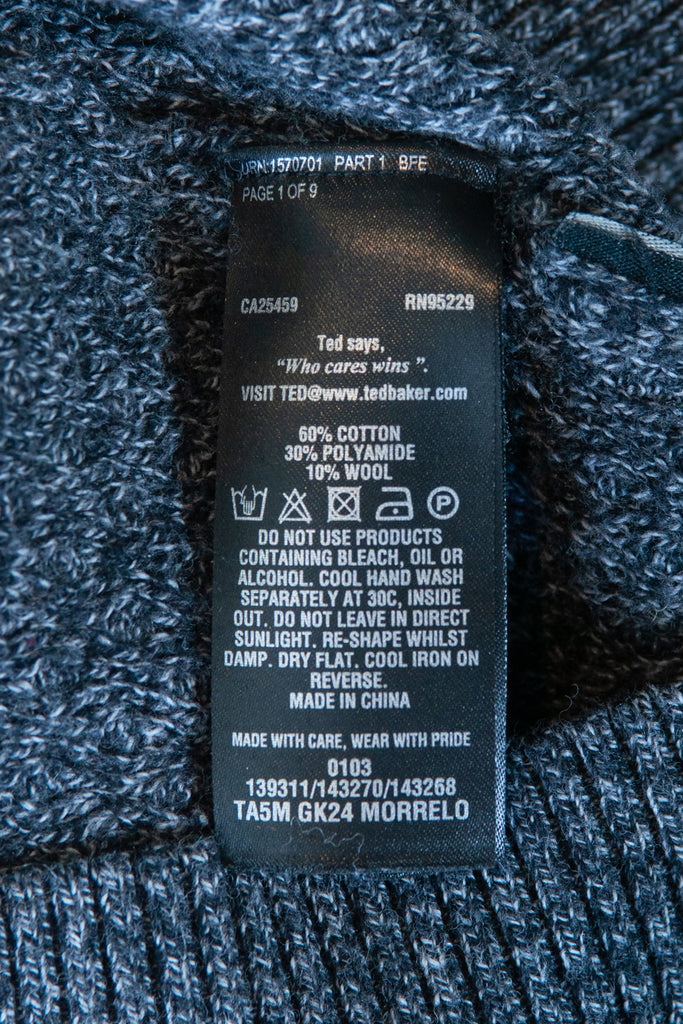 URN:1570701 PART 1 BFE
PAGE 1 OF 9
CA25459 RN95229
Ted says,
“Who cares wins ”.
VISIT TED@www.tedbaker.com
60% COTTON
30% POLYAMIDE
10% WOOL
P
DO NOT USE PRODUCTS
CONTAINING BLEACH, OIL OR
ALCOHOL. COOL HAND WASH
SEPARATELY AT 30C, INSIDE
OUT. DO NOT LEAVE IN DIRECT
SUNLIGHT. RE-SHAPE WHILST
DAMP. DRY FLAT. COOL IRON ON
REVERSE.
MADE IN CHINA
MADE WITH CARE, WEAR WITH PRIDE
0103
139311/143270/143268
TA5M GK24 MORRELO